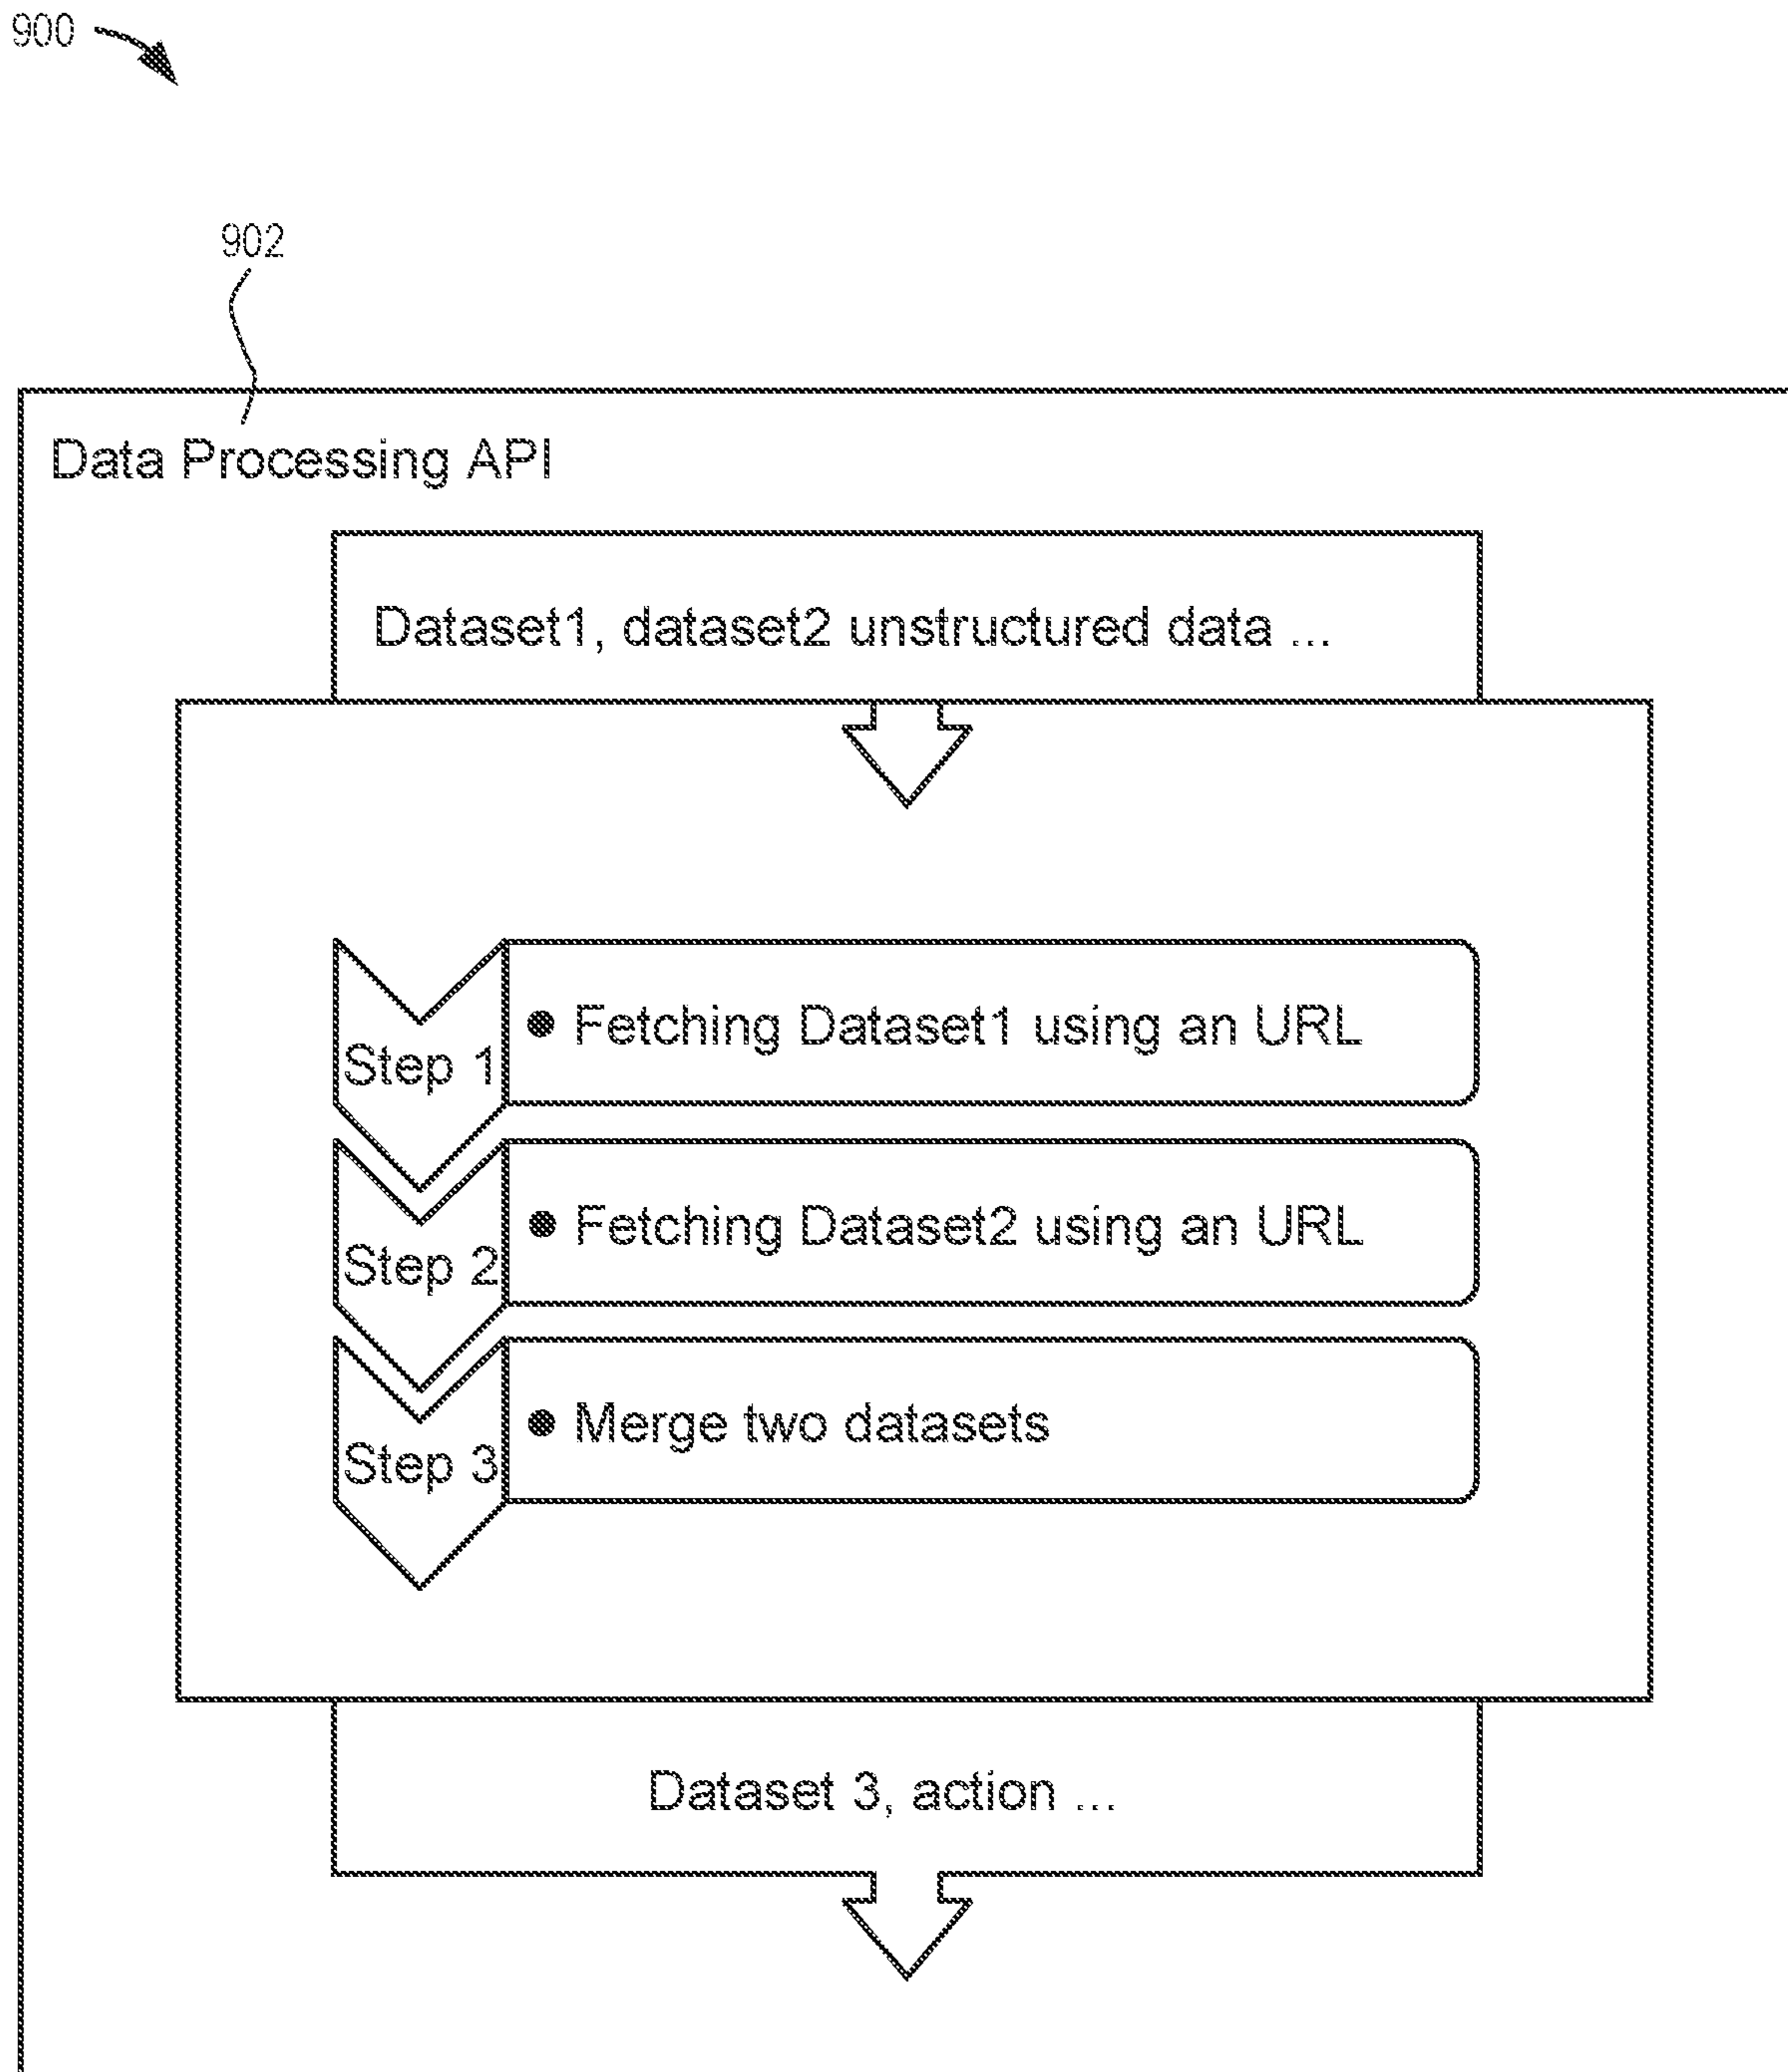 900
902
Data Processing API
Dataset1, dataset2 unstructured data ...
Step 1
• Fetching Dataset1 using an URL
Step 2
• Fetching Dataset2 using an URL
Step 3
• Merge two datasets
Dataset 3, action ...